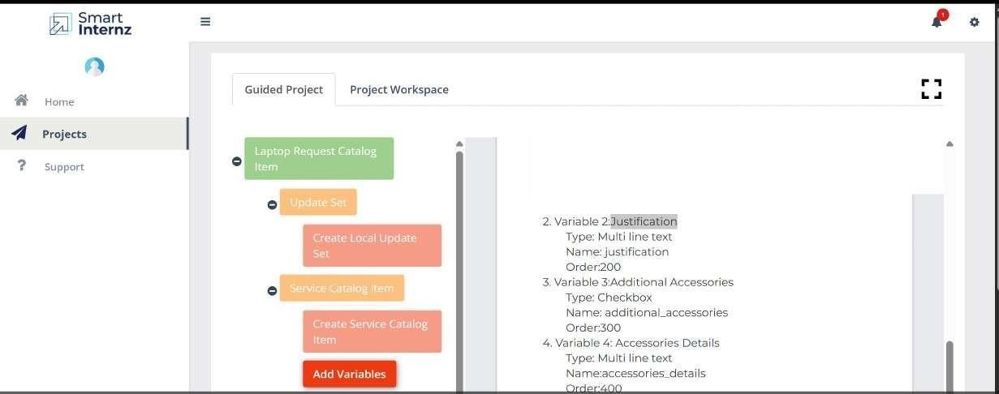 Smart
Internz
1
Home
Projects
Support
Guided Project
Project Workspace
Laptop Request Catalog
Item
Update Set
Create Local Update
Set
Service Catalog Item
Create Service Catalog
Item
Add Variables
2. Variable 2:Justification
Type: Multi line text
Name: justification
Order:200
3. Variable 3:Additional Accessories
Type: Checkbox
Name: additional_accessories
Order:300
4. Variable 4: Accessories Details
Type: Multi line text
Name:accessories_details
Order:400